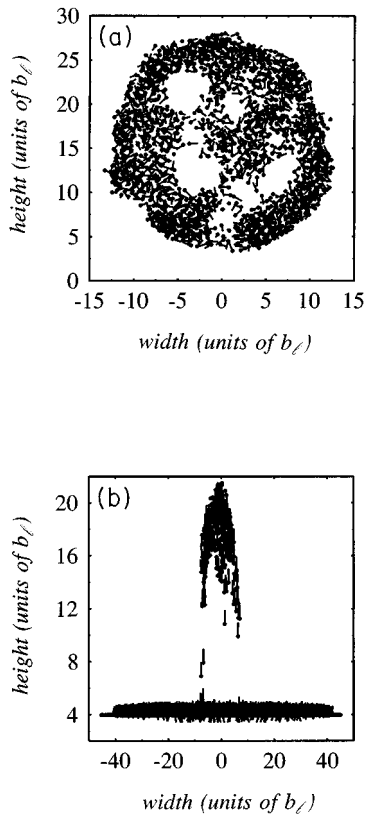 30
(a)
25
20
15
10
5
0
height (units of bℓ)
-15 -10 -5 0 5 10 15
width (units of bℓ)
(b)
20
16
12
8
4
height (units of bℓ)
-40 -20 0 20 40
width (units of bℓ)